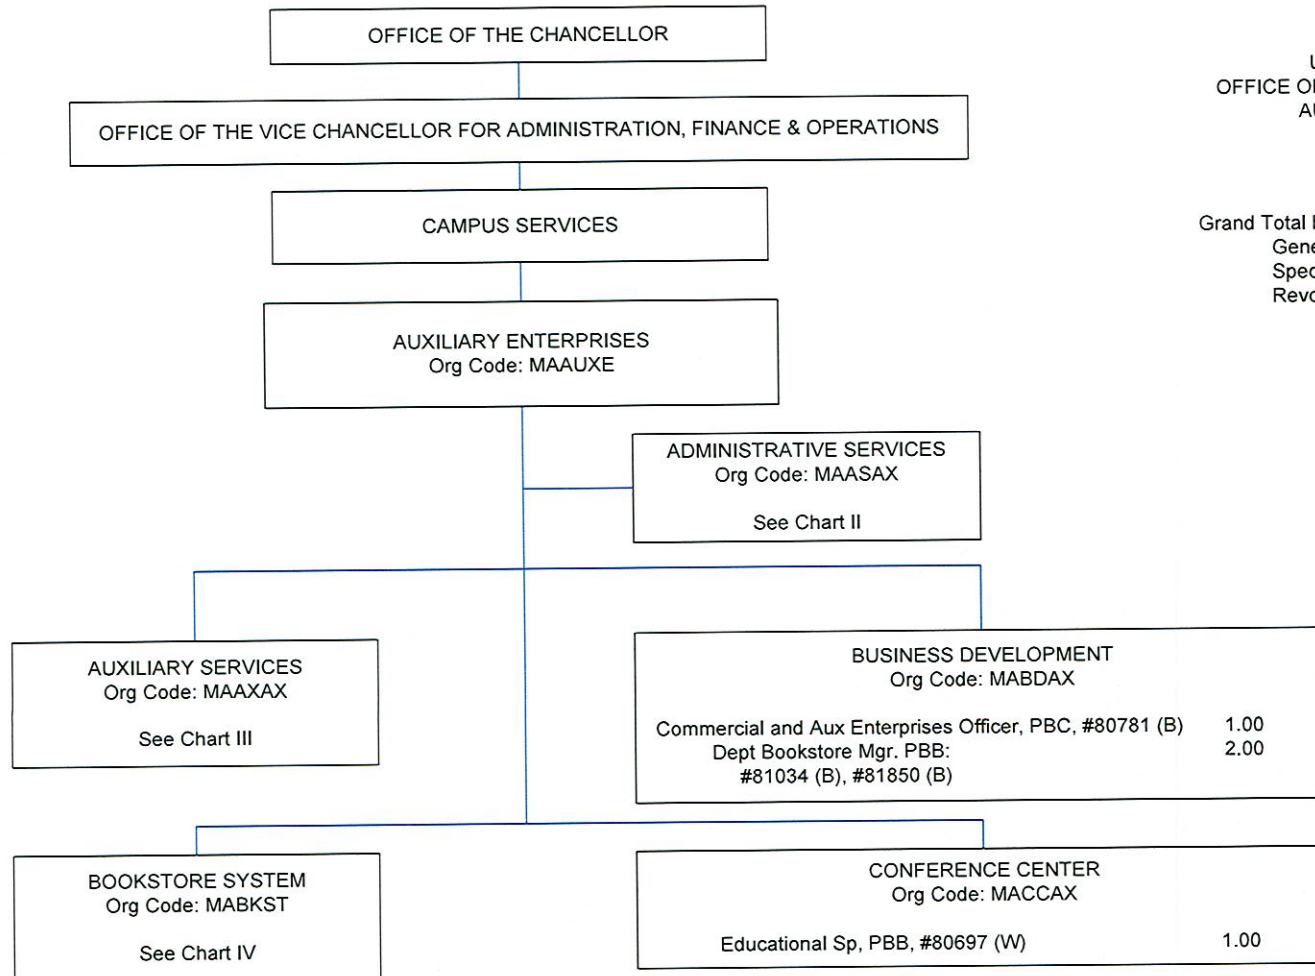 OFFICE OF THE CHANCELLOR
OFFICE OF THE VICE CHANCELLOR FOR ADMINISTRATION, FINANCE & OPERATIONS
CAMPUS SERVICES
AUXILIARY ENTERPRISES
Org Code: MAAUXE
OFFICE
Grand Total
ADMINISTRATIVE SERVICES
Org Code: MAASAX
See Chart II
AUXILIARY SERVICES
Org Code: MAAXAX
See Chart III
BUSINESS DEVELOPMENT
Org Code: MABDAX
Commercial and Aux Enterprises Officer, PBC, #80781 (B) 1.00
Dept Bookstore Mgr. PBB: 2.00
#81034 (B), #81850 (B)
BOOKSTORE SYSTEM
Org Code: MABKST
See Chart IV
CONFERENCE CENTER
Org Code: MACCAX
Educational Sp, PBB, #80697 (W) 1.00